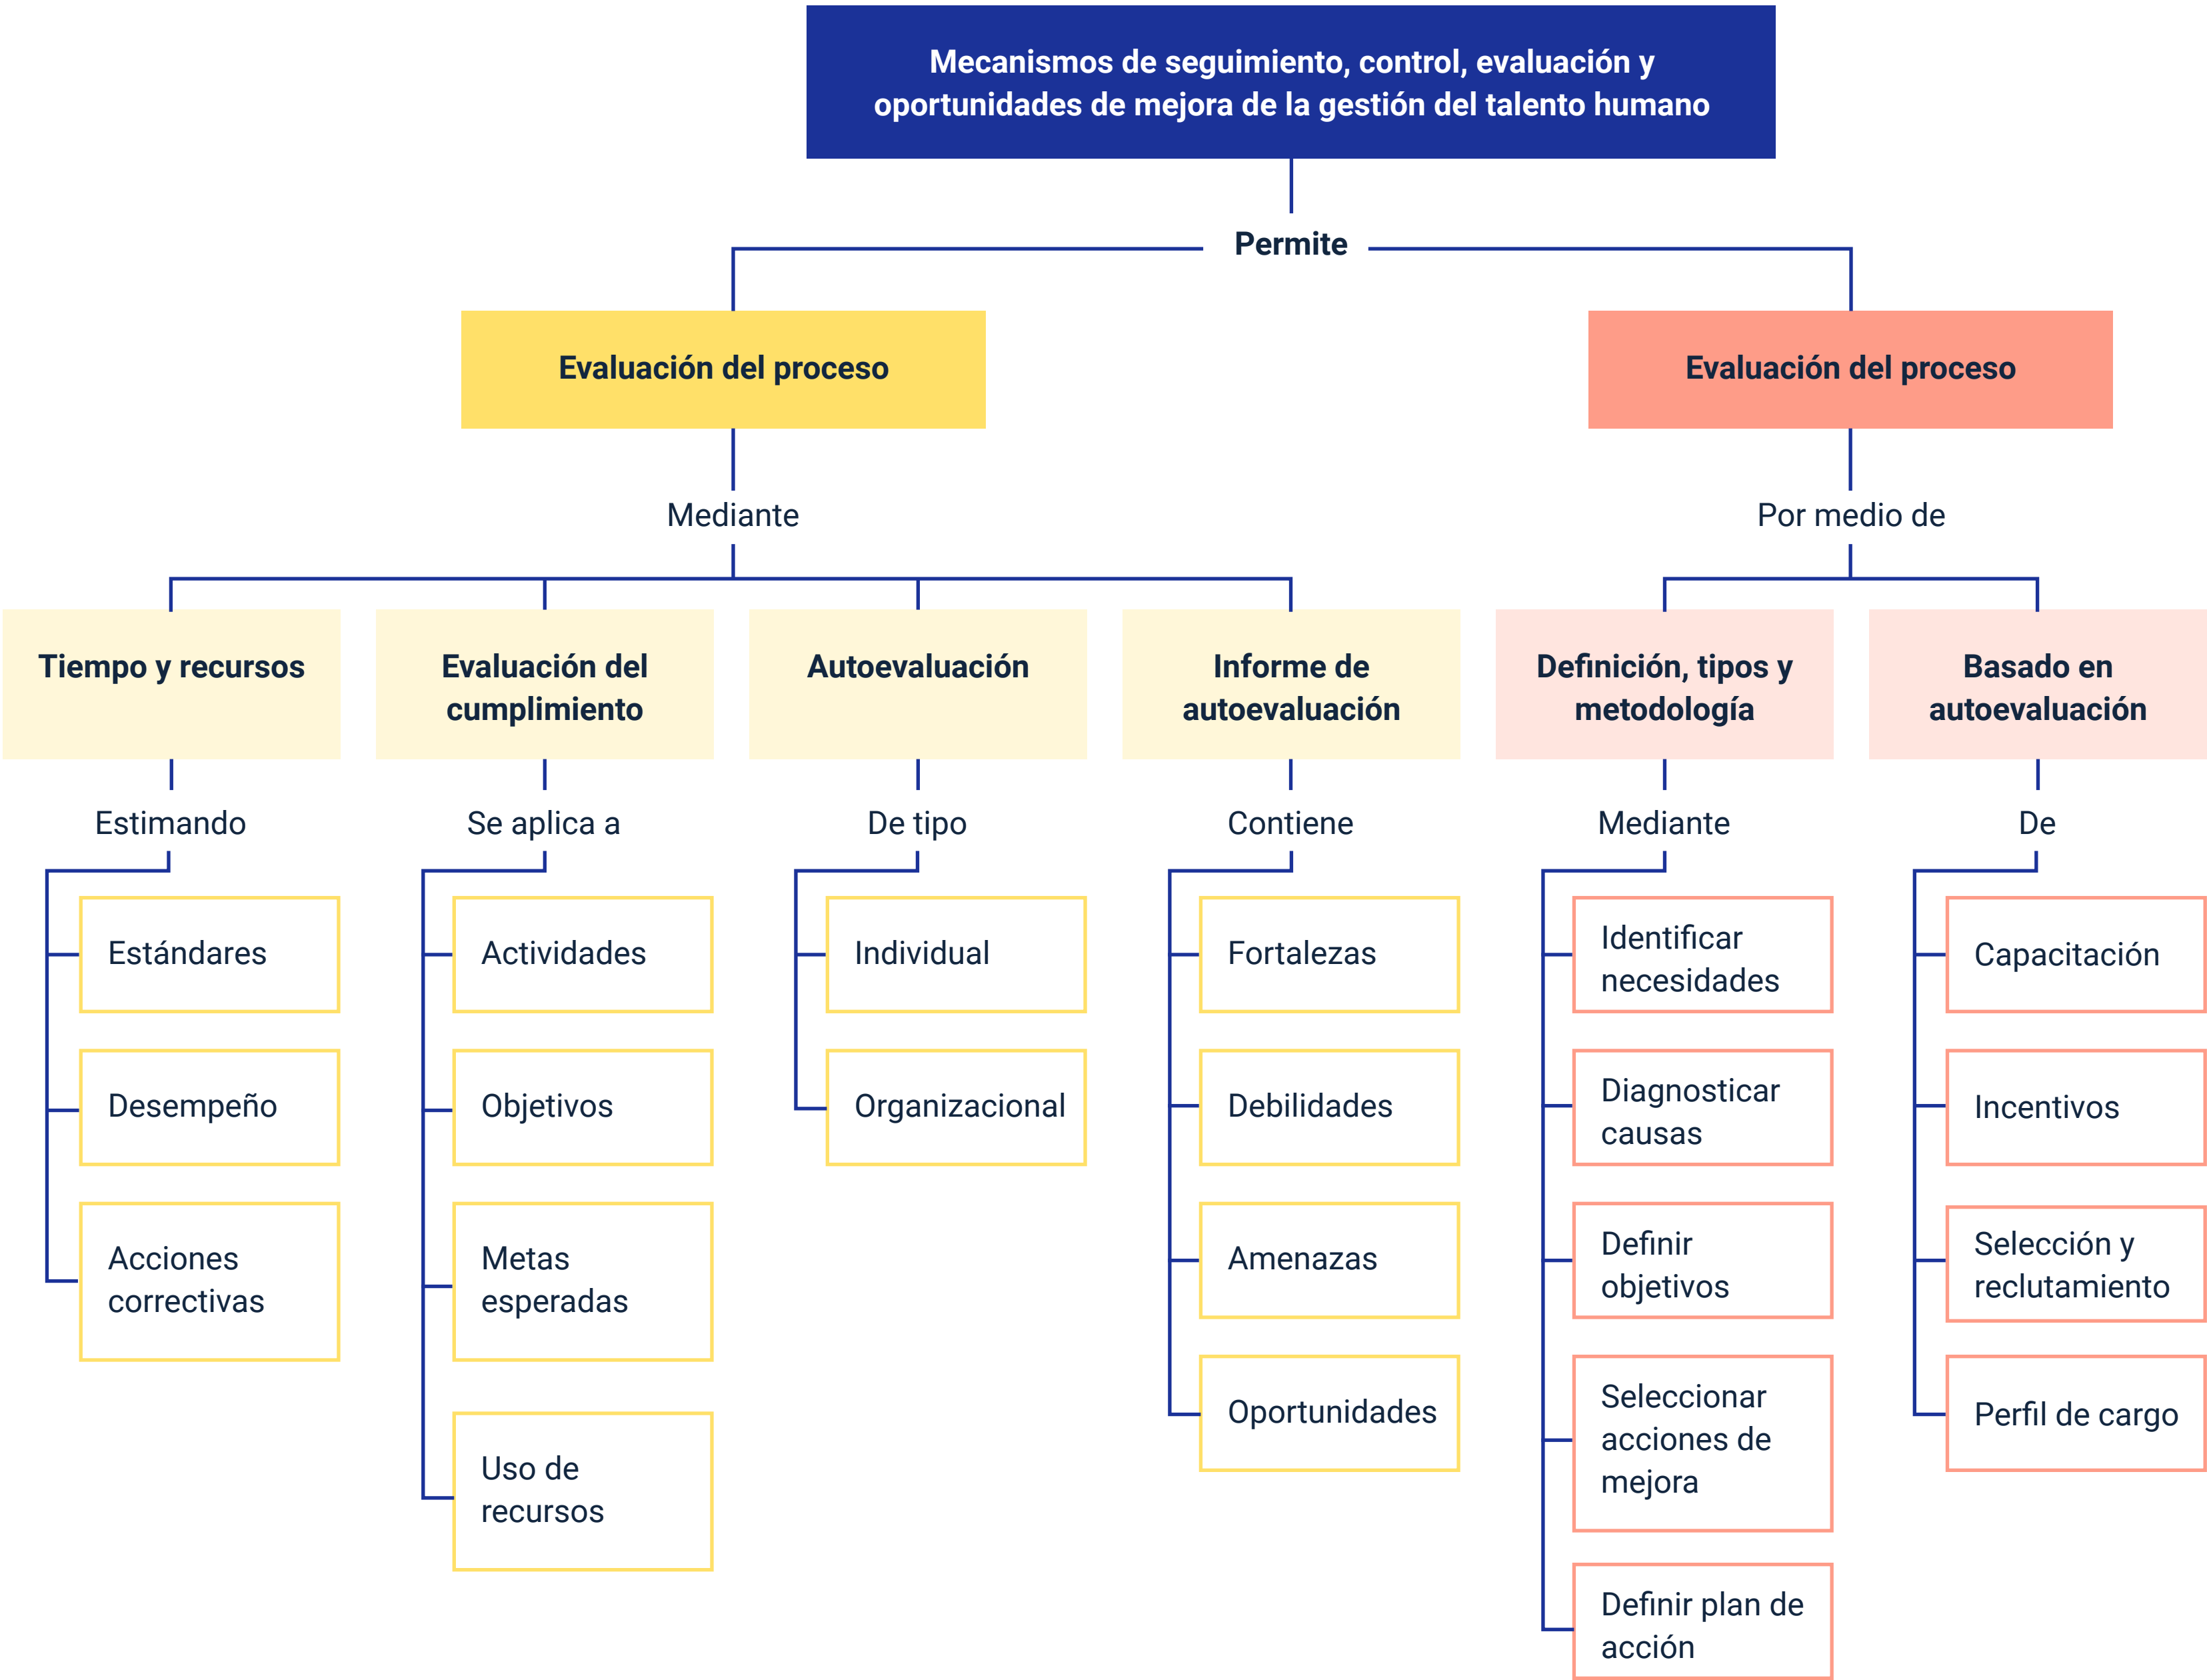 Mecanismos de seguimiento, control, evaluación y
oportunidades de mejora de la gestión del talento humano
Permite
Evaluación del proceso
Evaluación del proceso
Mediante
Por medio de
Tiempo y recursos
Evaluación del
cumplimiento
Autoevaluación
Informe de
autoevaluación
Definición, tipos y
metodología
Basado en
autoevaluación
Estimando
Se aplica a
De tipo
Contiene
Mediante
De
Estándares
Desempeño
Acciones
correctivas
Actividades
Objetivos
Metas
esperadas
Uso de
recursos
Individual
Organizacional
Fortalezas
Debilidades
Amenazas
Oportunidades
Identificar
necesidades
Diagnosticar
causas
Definir
objetivos
Seleccionar
acciones de
mejora
Definir plan de
acción
Capacitación
Incentivos
Selección y
reclutamiento
Perfil de cargo